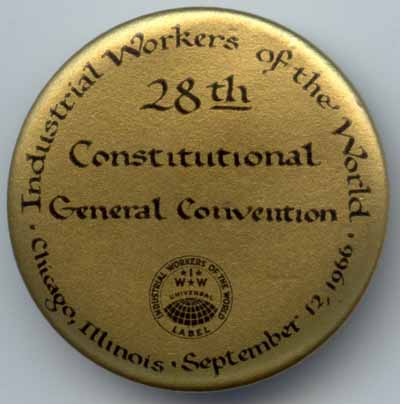 Industrial Workers of the World
28th
Constitutional
General Convention
INDUSTRIAL WORKERS OF THE WORLD
I
W W
UNIVERSAL
LABEL
Chicago, Illinois · September 12, 1966